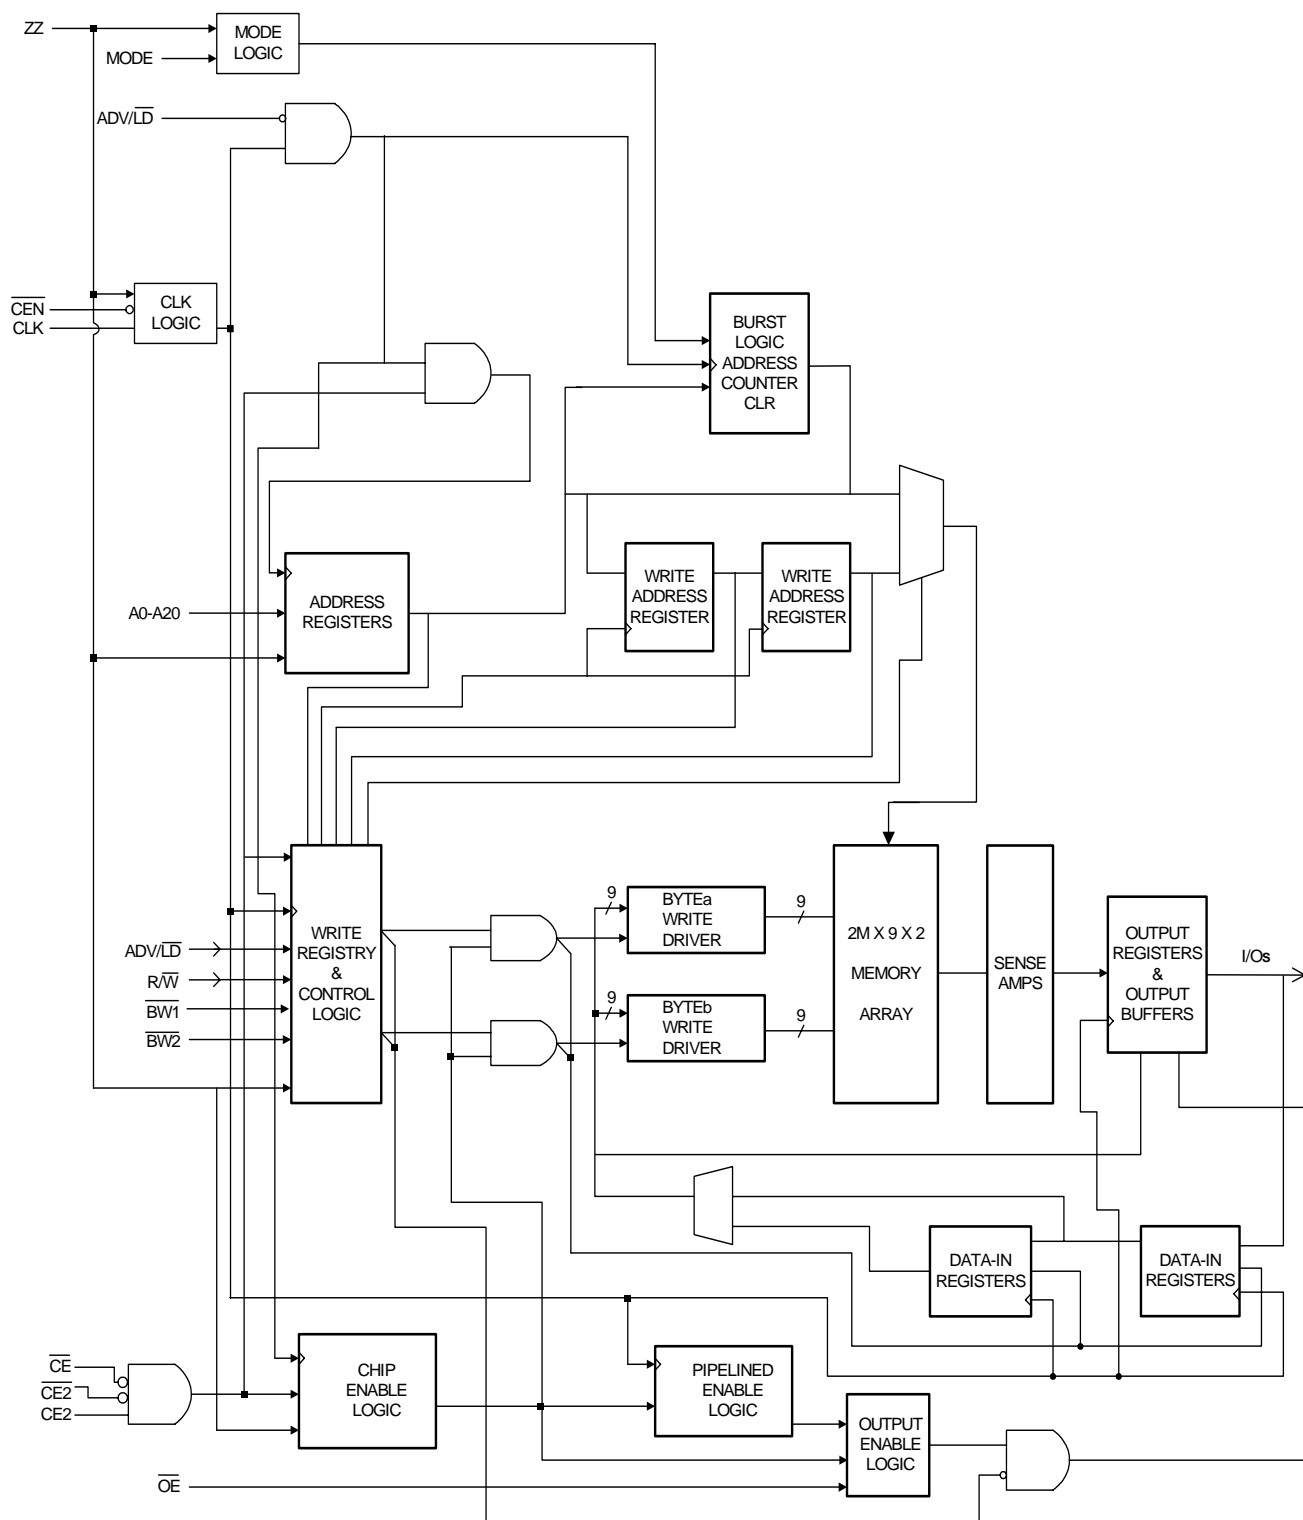 ZZ
MODE
LOGIC
MODE
ADV/LD
CEN
CLK
CLK
LOGIC
BURST
LOGIC
ADDRESS
COUNTER
CLR
ADDRESS
REGISTERS
A0-A20
WRITE
ADDRESS
REGISTER
WRITE
ADDRESS
REGISTER
WRITE
REGISTRY
&
CONTROL
LOGIC
ADV/LD
R/W
BW1
BW2
9
BYTEa
WRITE
DRIVER
9
9
BYTEb
WRITE
DRIVER
9
2M X 9 X 2
MEMORY
ARRAY
SENSE
AMPS
OUTPUT
REGISTERS
&
OUTPUT
BUFFERS
I/Os
DATA-IN
REGISTERS
DATA-IN
REGISTERS
CE
CE2
CE2
CHIP
ENABLE
LOGIC
PIPELINED
ENABLE
LOGIC
OUTPUT
ENABLE
LOGIC
OE